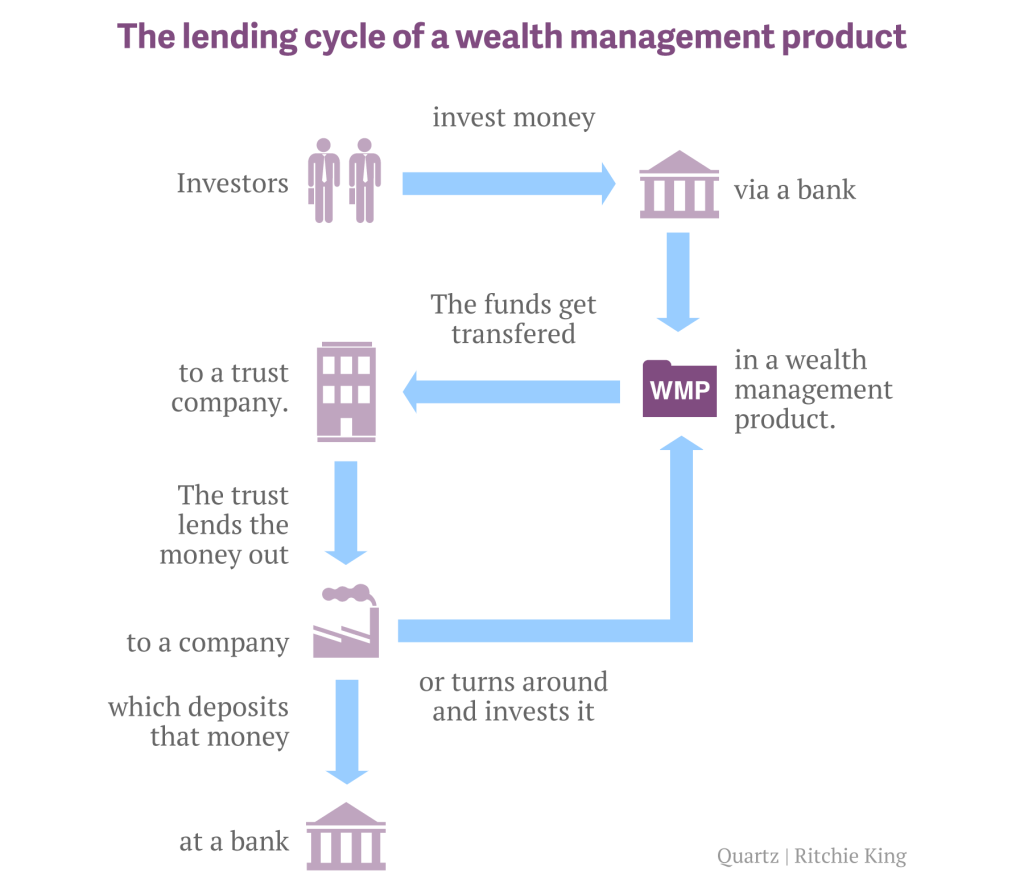 The lending cycle of a wealth management product
invest money
Investors
via a bank
The funds get
transfered
in a wealth
management
product.
WMP
to a trust
company.
The trust
lends the
money out
to a company
or turns around
and invests it
which deposits
that money
at a bank
Quartz | Ritchie King